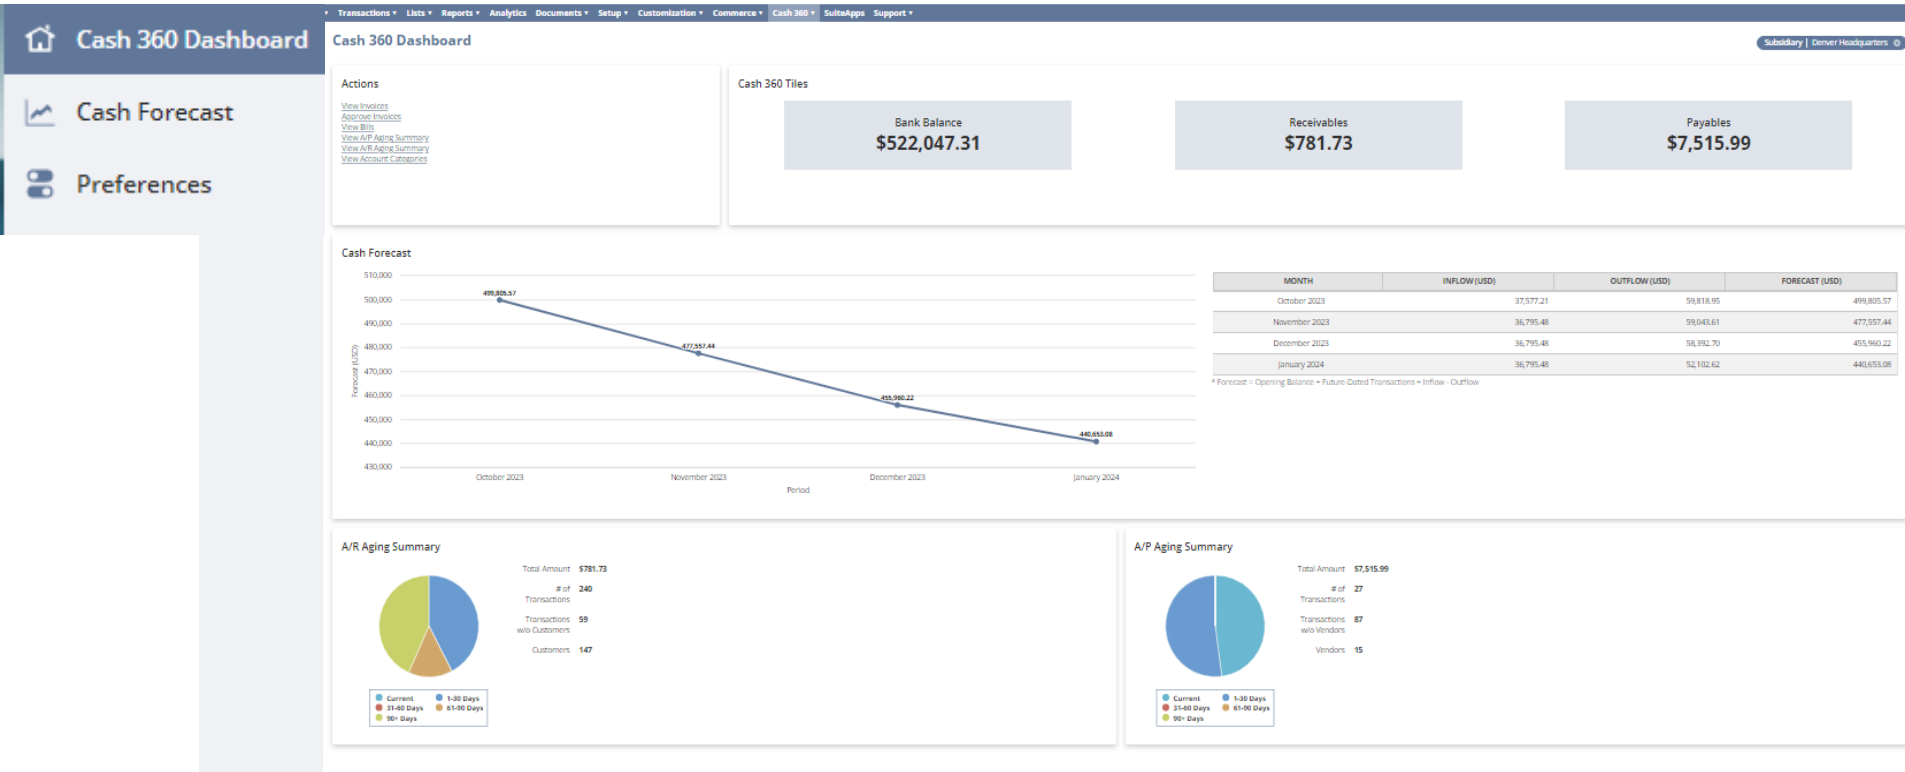 Cash 360 Dashboard
Cash Forecast
Preferences
Transactions Lists Reports Analytics Documents Setup Customization Commerce Cash 360 SuiteApps Support
Cash 360 Dashboard
Subsidiary | Denver Headquarters
Actions
View Invoices
Approve Invoices
View Bills
View A/P Aging Summary
View A/R Aging Summary
View Account Categories
Cash 360 Tiles
Bank Balance
$522,047.31
Receivables
$781.73
Payables
$7,515.99
Cash Forecast
510,000
500,000
490,000
480,000
470,000
460,000
450,000
440,000
430,000
Forecast (USD)
499,805.57
477,557.44
455,960.22
440,653.08
October 2023 November 2023 December 2023 January 2024
Period
MONTH INFLOW (USD) OUTFLOW (USD) FORECAST (USD)
October 2023 37,577.21 59,818.95 499,805.57
November 2023 36,795.48 59,043.61 477,557.44
December 2023 36,795.48 58,392.70 455,960.22
January 2024 36,795.48 52,102.62 440,653.08
* Forecast = Opening Balance + Future-Dated Transactions + Inflow - Outflow
A/R Aging Summary
Total Amount $781.73
# of 240
Transactions
Transactions 59
w/o Customers
Customers 147
Current 1-30 Days
31-60 Days 61-90 Days
90+ Days
A/P Aging Summary
Total Amount $7,515.99
# of 27
Transactions
Transactions 87
w/o Vendors
Vendors 15
Current 1-30 Days
31-60 Days 61-90 Days
90+ Days